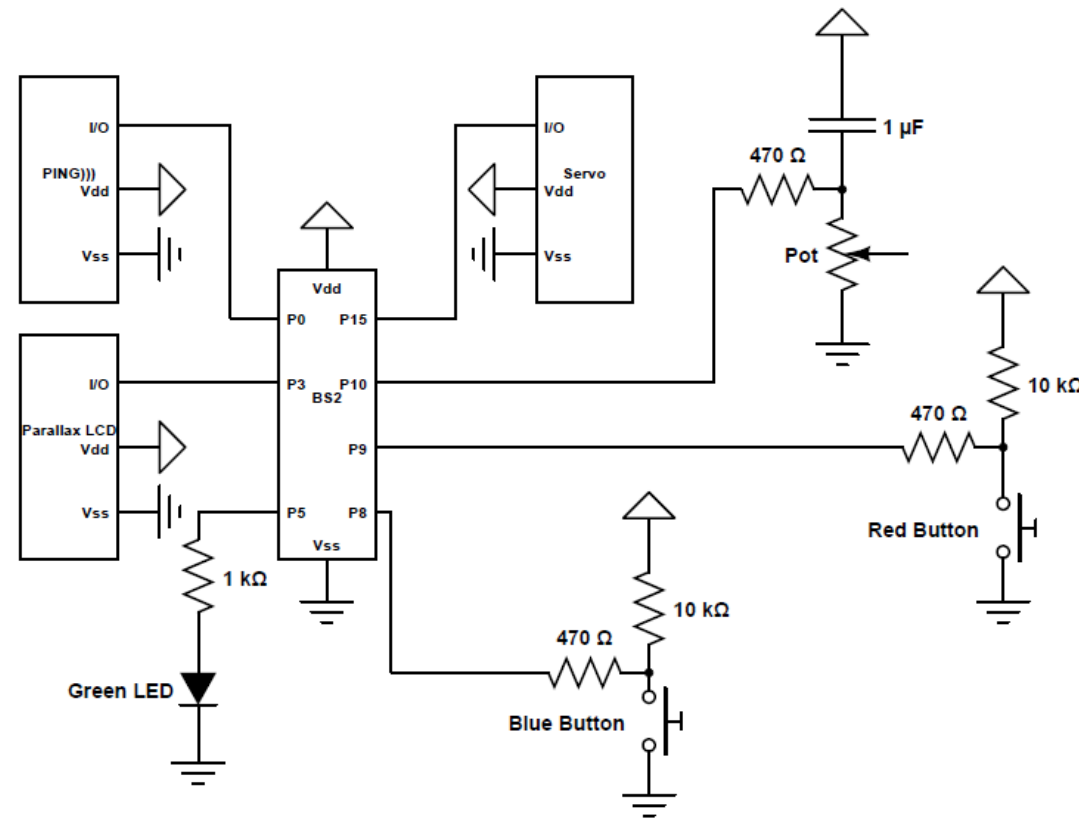 1 µF
I/O
PING)))
Vdd
Vss
I/O
Servo
Vdd
Vss
470 Ω
Pot
Vdd
P0
P15
P3
P10
BS2
P9
P5
P8
Vss
I/O
Parallax LCD
Vdd
Vss
10 kΩ
470 Ω
Red Button
1 kΩ
Green LED
10 kΩ
470 Ω
Blue Button